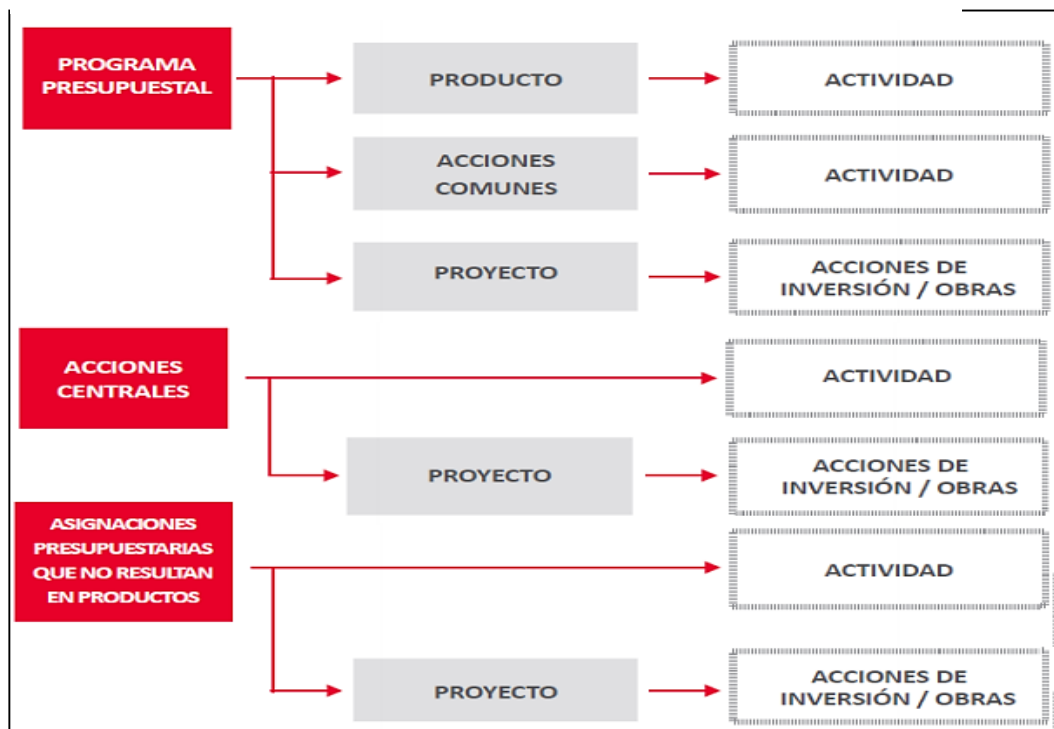 PROGRAMA
PRESUPUESTAL
PRODUCTO
ACTIVIDAD
ACCIONES
COMUNES
ACTIVIDAD
PROYECTO
ACCIONES DE
INVERSIÓN / OBRAS
ACCIONES
CENTRALES
ACTIVIDAD
PROYECTO
ACCIONES DE
INVERSIÓN / OBRAS
ASIGNACIONES
PRESUPUESTARIAS
QUE NO RESULTAN
EN PRODUCTOS
ACTIVIDAD
PROYECTO
ACCIONES DE
INVERSIÓN / OBRAS